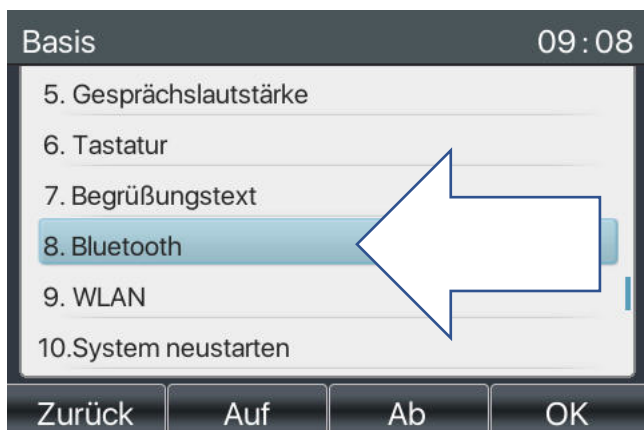 Basis 09:08
5. Gesprächslautstärke
6. Tastatur
7. Begrüßungstext
8. Bluetooth
9. WLAN
10.System neustarten
Zurück Auf Ab OK